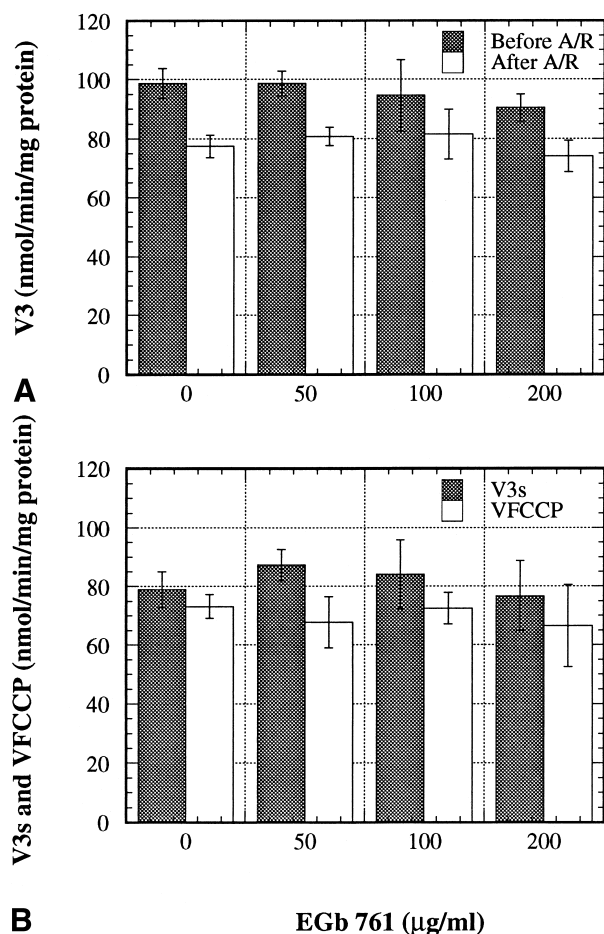 120
100
80
60
40
20
0
V3 (nmol/min/mg protein)
Before A/R
After A/R
0 50 100 200
A
120
100
80
60
40
20
0
V3s and VFCCP (nmol/min/mg protein)
V3s
VFCCP
0 50 100 200
B
EGb 761 (µg/ml)